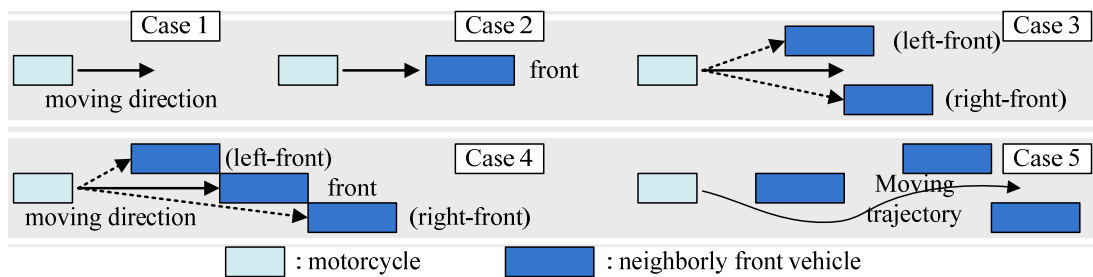 Case 1
moving direction
Case 2
front
Case 3
(left-front)
(right-front)
Case 4
(left-front)
front
moving direction
(right-front)
Case 5
Moving
trajectory
: motorcycle
: neighborly front vehicle